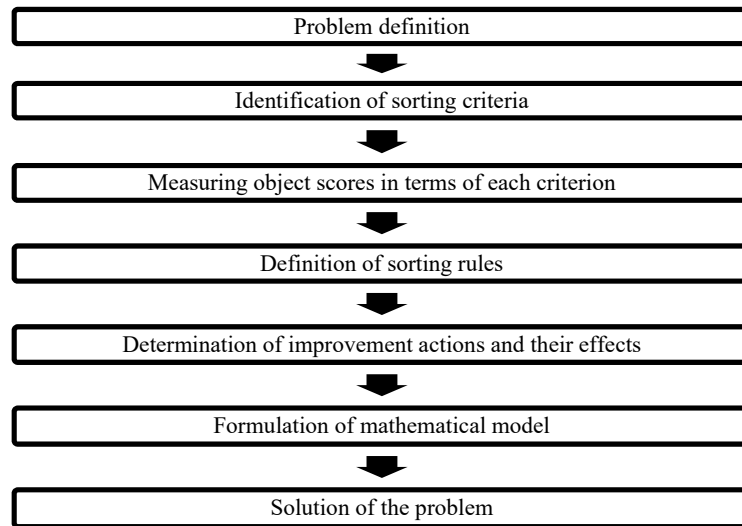 Problem definition
Identification of sorting criteria
Measuring object scores in terms of each criterion
Definition of sorting rules
Determination of improvement actions and their effects
Formulation of mathematical model
Solution of the problem